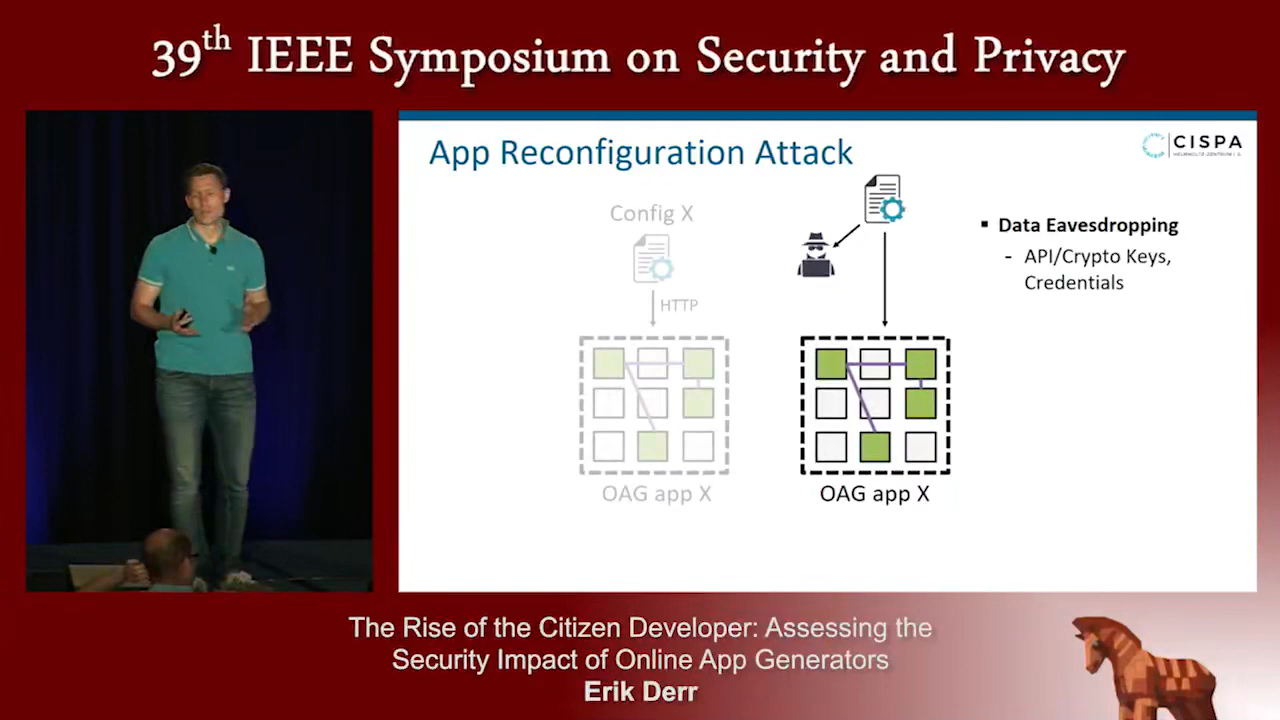 39th IEEE Symposium on Security and Privacy
App Reconfiguration Attack
CISPA
Config X
HTTP
OAG app X
OAG app X
▪ Data Eavesdropping
- API/Crypto Keys,
Credentials
The Rise of the Citizen Developer: Assessing the
Security Impact of Online App Generators
Erik Derr